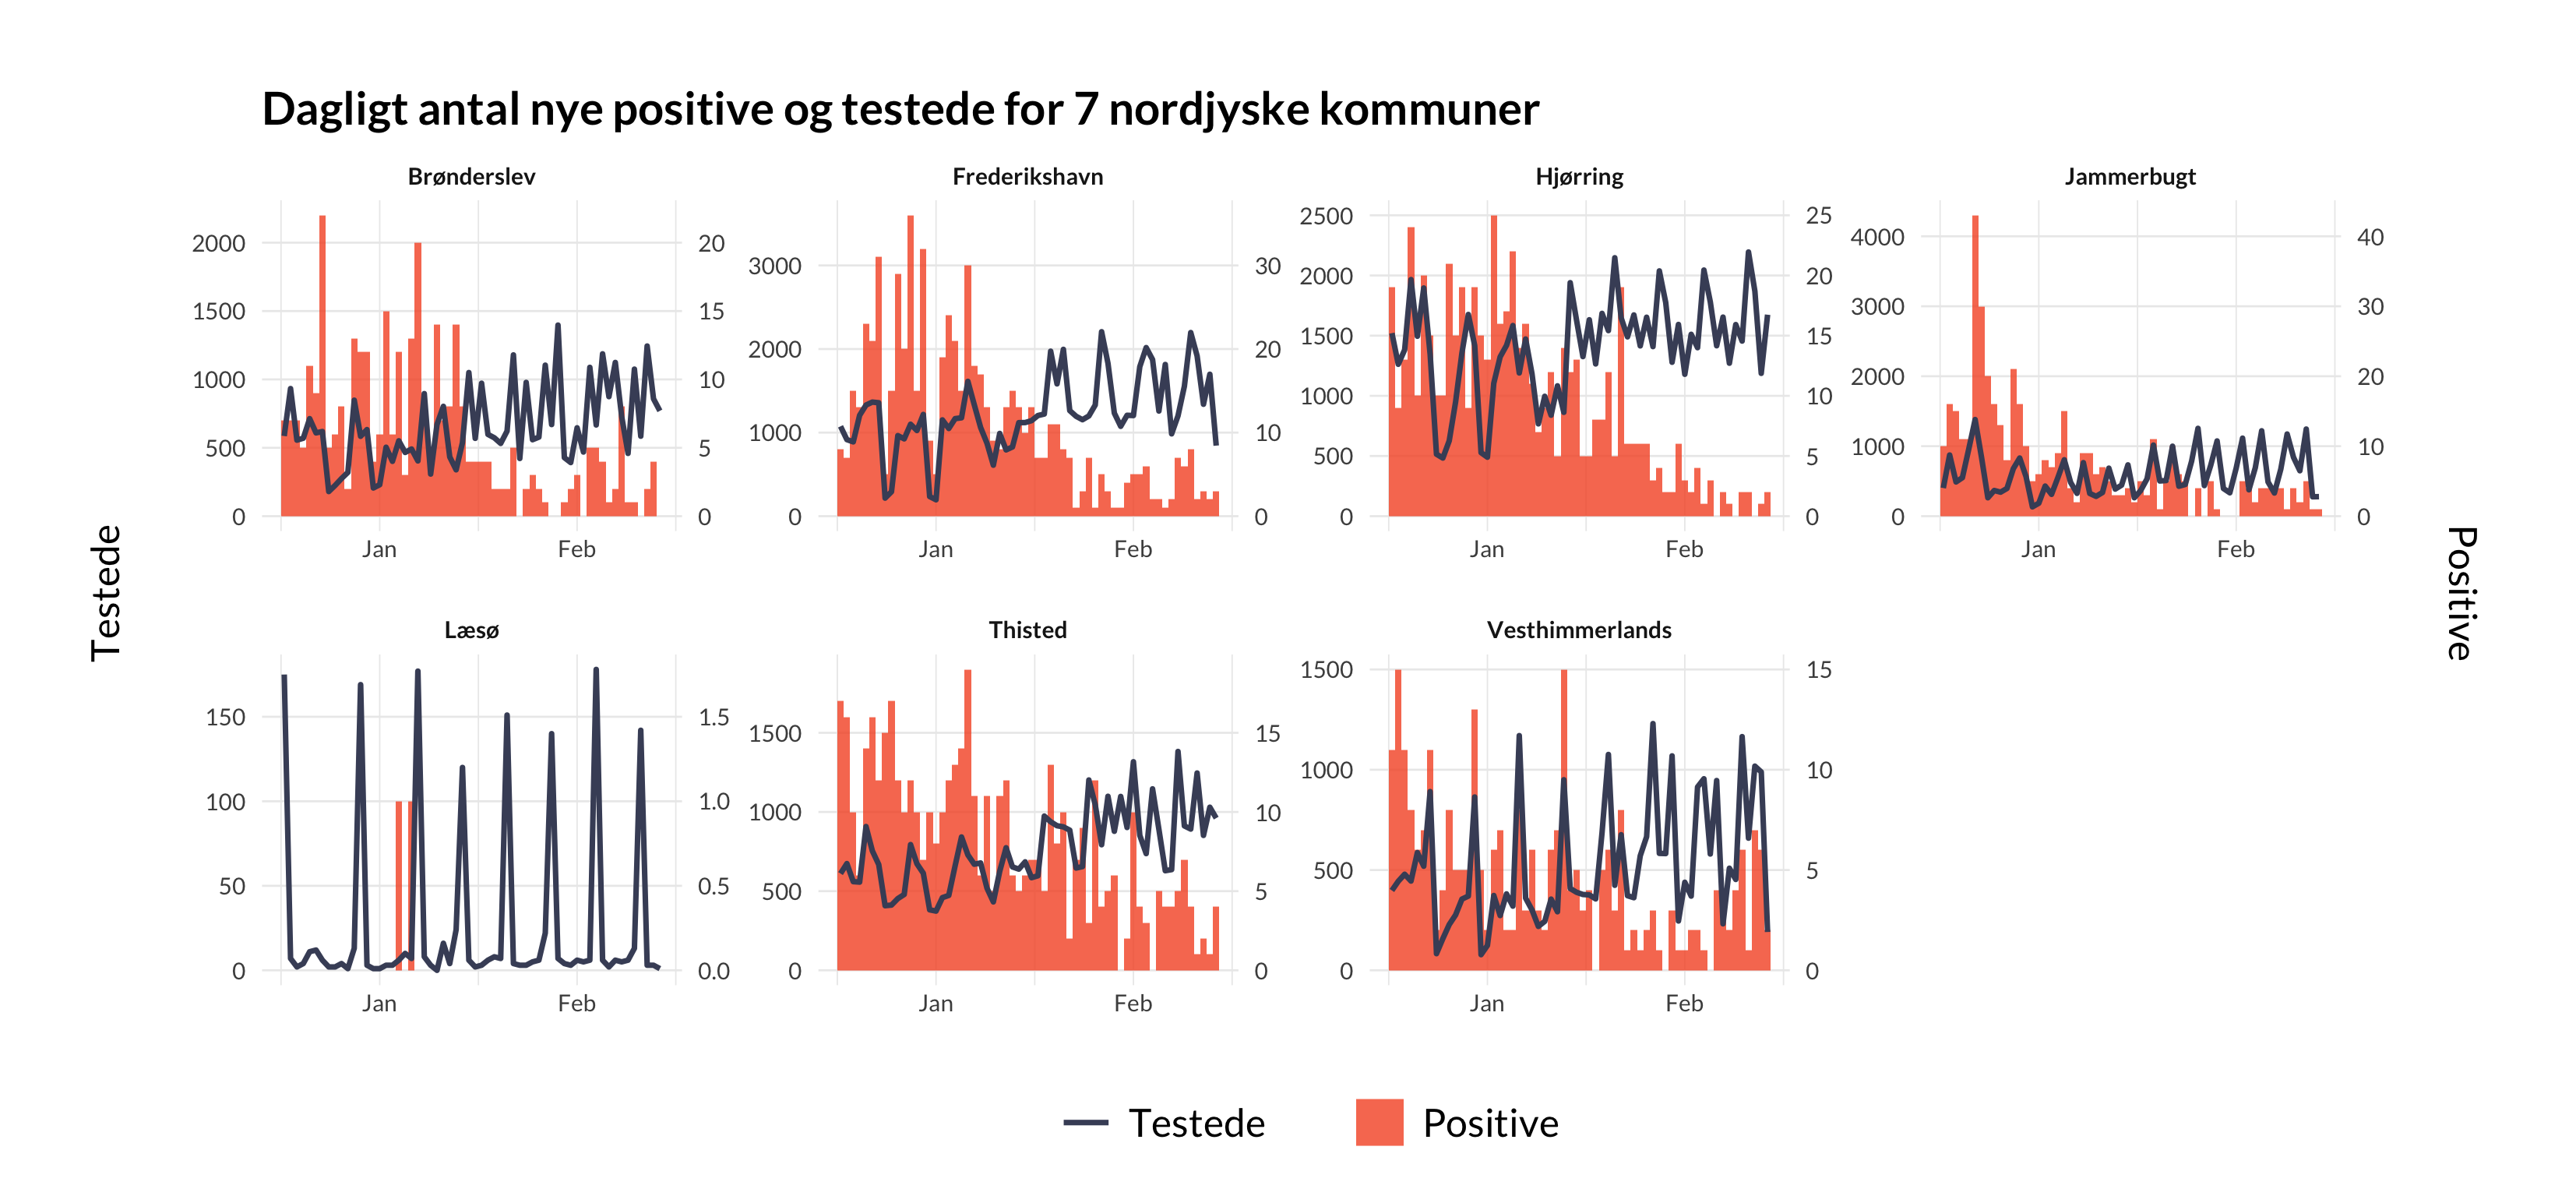 Dagligt antal nye positive og testede for 7 nordjyske kommuner
Brønderslev
Frederikshavn
Hjørring
Jammerbugt
2000
1500
1000
500
0
20
15
10
5
0
Jan
Feb
3000
2000
1000
0
30
20
10
0
Jan
Feb
2500
2000
1500
1000
500
0
25
20
15
10
5
0
Jan
Feb
4000
3000
2000
1000
0
40
30
20
10
0
Jan
Feb
Testede
Positive
Læsø
Thisted
Vesthimmerlands
150
100
50
0
1.5
1.0
0.5
0.0
Jan
Feb
1500
1000
500
0
15
10
5
0
Jan
Feb
1500
1000
500
0
15
10
5
0
Jan
Feb
Testede
Positive